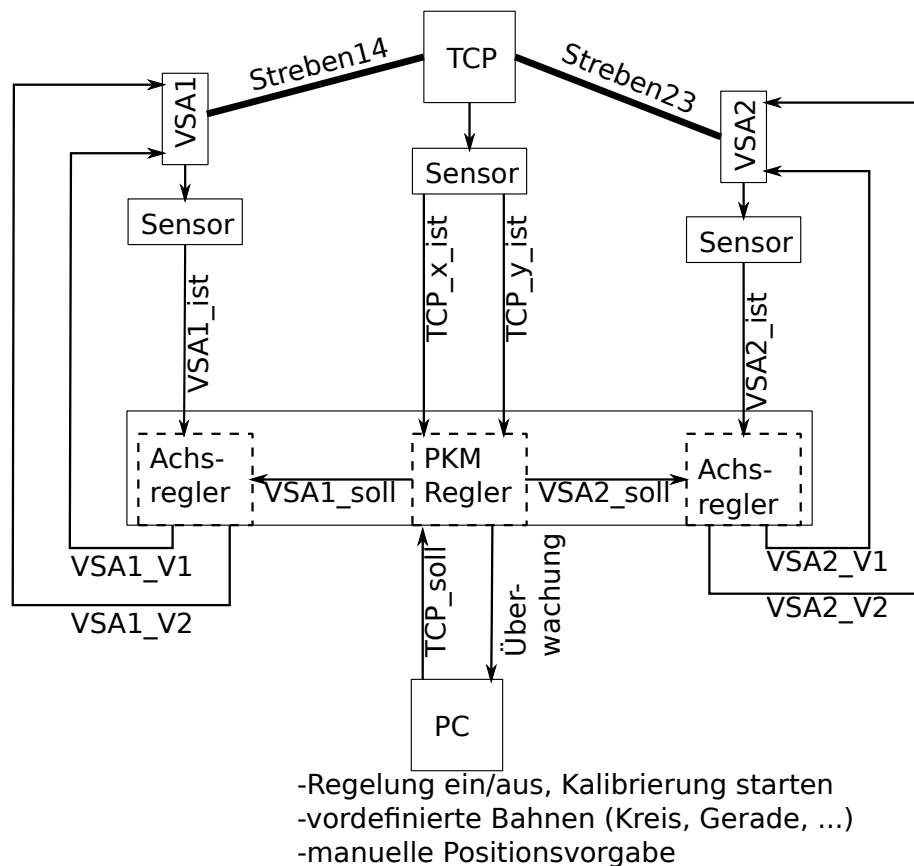 Streben14
TCP
Streben23
VSA1
VSA2
Sensor
Sensor
Sensor
VSA1_ist
TCP_x_ist
TCP_y_ist
VSA2_ist
Achs-
regler
PKM
Regler
Achs-
regler
VSA1_soll
VSA2_soll
VSA1_V1
VSA1_V2
TCP_soll
Über-
wachung
VSA2_V1
VSA2_V2
PC
-Regelung ein/aus, Kalibrierung starten
-vordefinierte Bahnen (Kreis, Gerade, ...)
-manuelle Positionsvorgabe